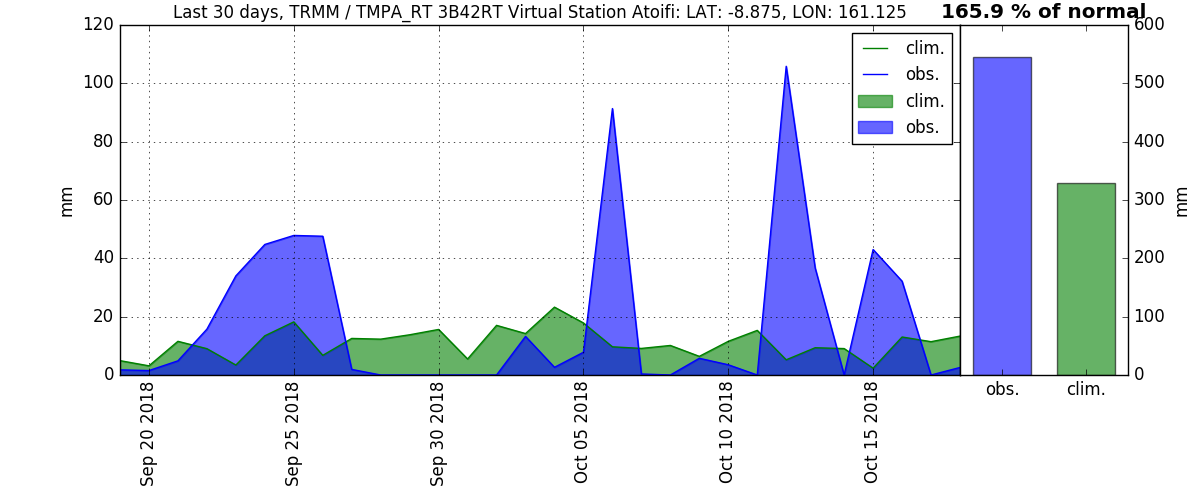 Last 30 days, TRMM / TMPA_RT 3B42RT Virtual Station Atoifi: LAT: -8.875, LON: 161.125
165.9 % of normal
120
100
80
60
40
20
0
mm
clim.
obs.
clim.
obs.
Sep 20 2018
Sep 25 2018
Sep 30 2018
Oct 05 2018
Oct 10 2018
Oct 15 2018
600
500
400
300
200
100
0
mm
obs.
clim.